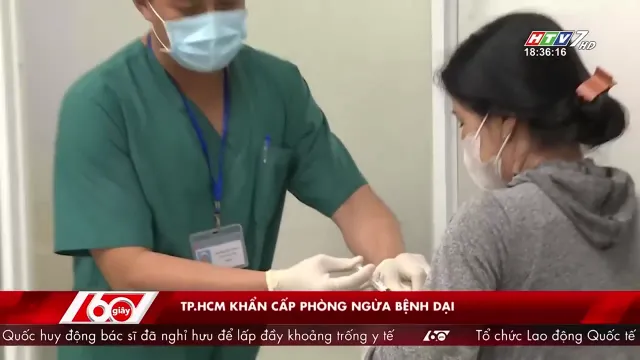 HTV7 HD
18:36:16
60 giây
TP.HCM KHẨN CẤP PHÒNG NGỪA BỆNH DẠI
Quốc huy động bác sĩ đã nghỉ hưu để lấp đầy khoảng trống y tế 60 Tổ chức Lao động Quốc tế